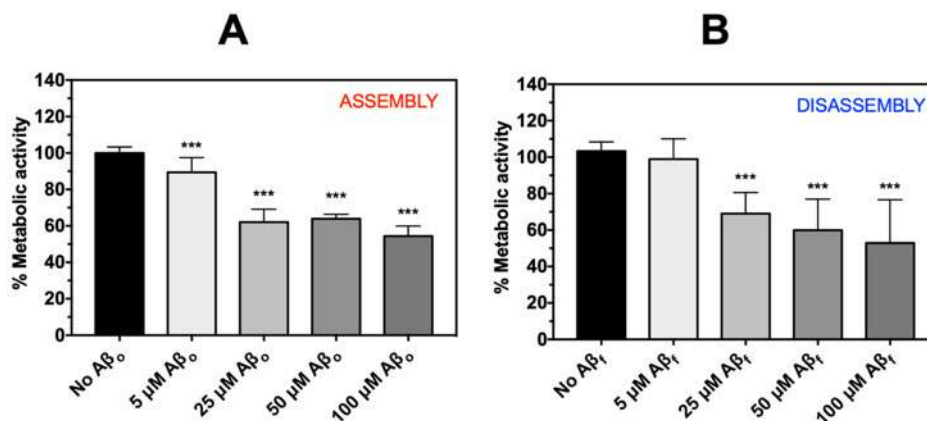 A
ASSEMBLY
% Metabolic activity
140
120
100
80
60
40
20
0
***
***
***
***
No Aβₒ
5 µM Aβₒ
25 µM Aβₒ
50 µM Aβₒ
100 µM Aβₒ
B
DISASSEMBLY
% Metabolic activity
140
120
100
80
60
40
20
0
***
***
***
No Aβf
5 µM Aβf
25 µM Aβf
50 µM Aβf
100 µM Aβf